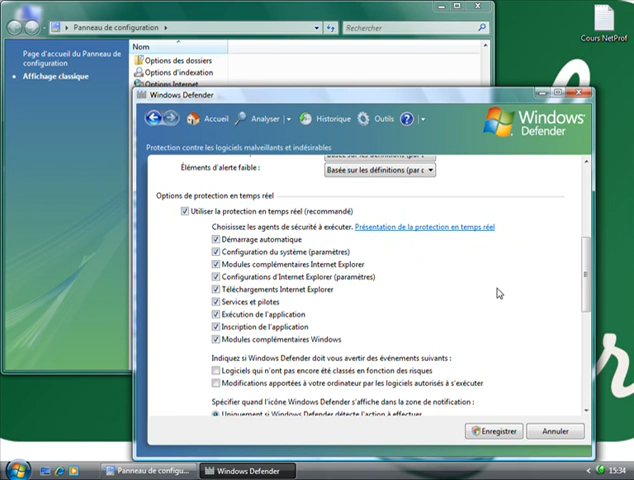 Panneau de configuration
Rechercher
Cours NetProf
Page d'accueil du Panneau de
configuration
Affichage classique
Nom
Options des dossiers
Options d'indexation
Options Internet
Windows Defender
Accueil
Analyser
Historique
Outils
Windows
Defender
Protection contre les logiciels malveillants et indésirables
Basée sur les définitions (par c
Éléments d'alerte faible :
Basée sur les définitions (par c
Options de protection en temps réel
Utiliser la protection en temps réel (recommandé)
Choisissez les agents de sécurité à exécuter. Présentation de la protection en temps réel
Démarrage automatique
Configuration du système (paramètres)
Modules complémentaires Internet Explorer
Configurations d'Internet Explorer (paramètres)
Téléchargements Internet Explorer
Services et pilotes
Exécution de l'application
Inscription de l'application
Modules complémentaires Windows
Indiquez si Windows Defender doit vous avertir des événements suivants :
Logiciels qui n'ont pas encore été classés en fonction des risques
Modifications apportées à votre ordinateur par les logiciels autorisés à s'exécuter
Spécifier quand l'icône Windows Defender s'affiche dans la zone de notification :
Uniquement si Windows Defender détecte l'action à effectuer
Enregistrer
Annuler
Panneau de configu...
Windows Defender
15:34